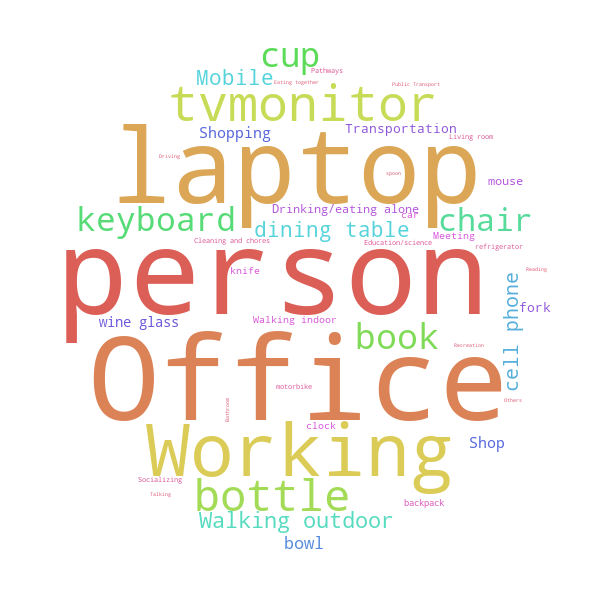 cup
Pathways
Mobile
Eating together
Public Transport
tvmonitor
Shopping
Transportation
Living room
laptop
Driving
spoon
mouse
Drinking/eating alone
car
keyboard
dining table
chair
Cleaning and chores
Education/science
Meeting
refrigerator
person
knife
Reading
cell phone
fork
wine glass
Walking indoor
book
Recreation
Office
motorbike
Bathroom
Others
clock
Working
Shop
Socializing
Talking
bottle
backpack
Walking outdoor
bowl